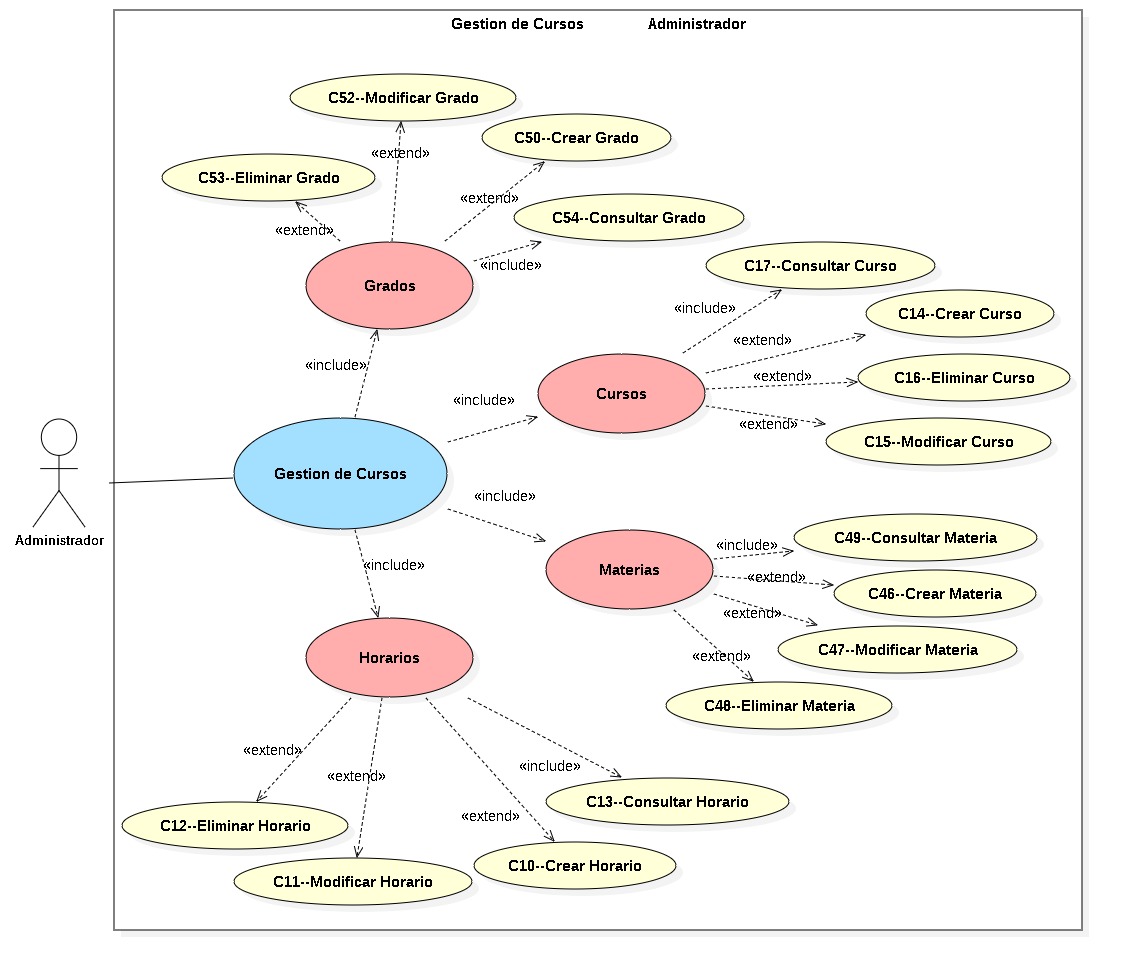 Gestion de Cursos Administrador
C52--Modificar Grado
C50--Crear Grado
«extend»
C53--Eliminar Grado
«extend»
C54--Consultar Grado
«extend»
«include»
C17--Consultar Curso
Grados
«include»
C14--Crear Curso
«extend»
«include»
«extend»
C16--Eliminar Curso
Cursos
«include»
«extend»
C15--Modificar Curso
Gestion de Cursos
«include»
Administrador
C49--Consultar Materia
«include»
«include»
Materias
«extend»
C46--Crear Materia
«extend»
C47--Modificar Materia
Horarios
«extend»
C48--Eliminar Materia
«extend»
«include»
«extend»
C13--Consultar Horario
«extend»
C12--Eliminar Horario
C10--Crear Horario
C11--Modificar Horario